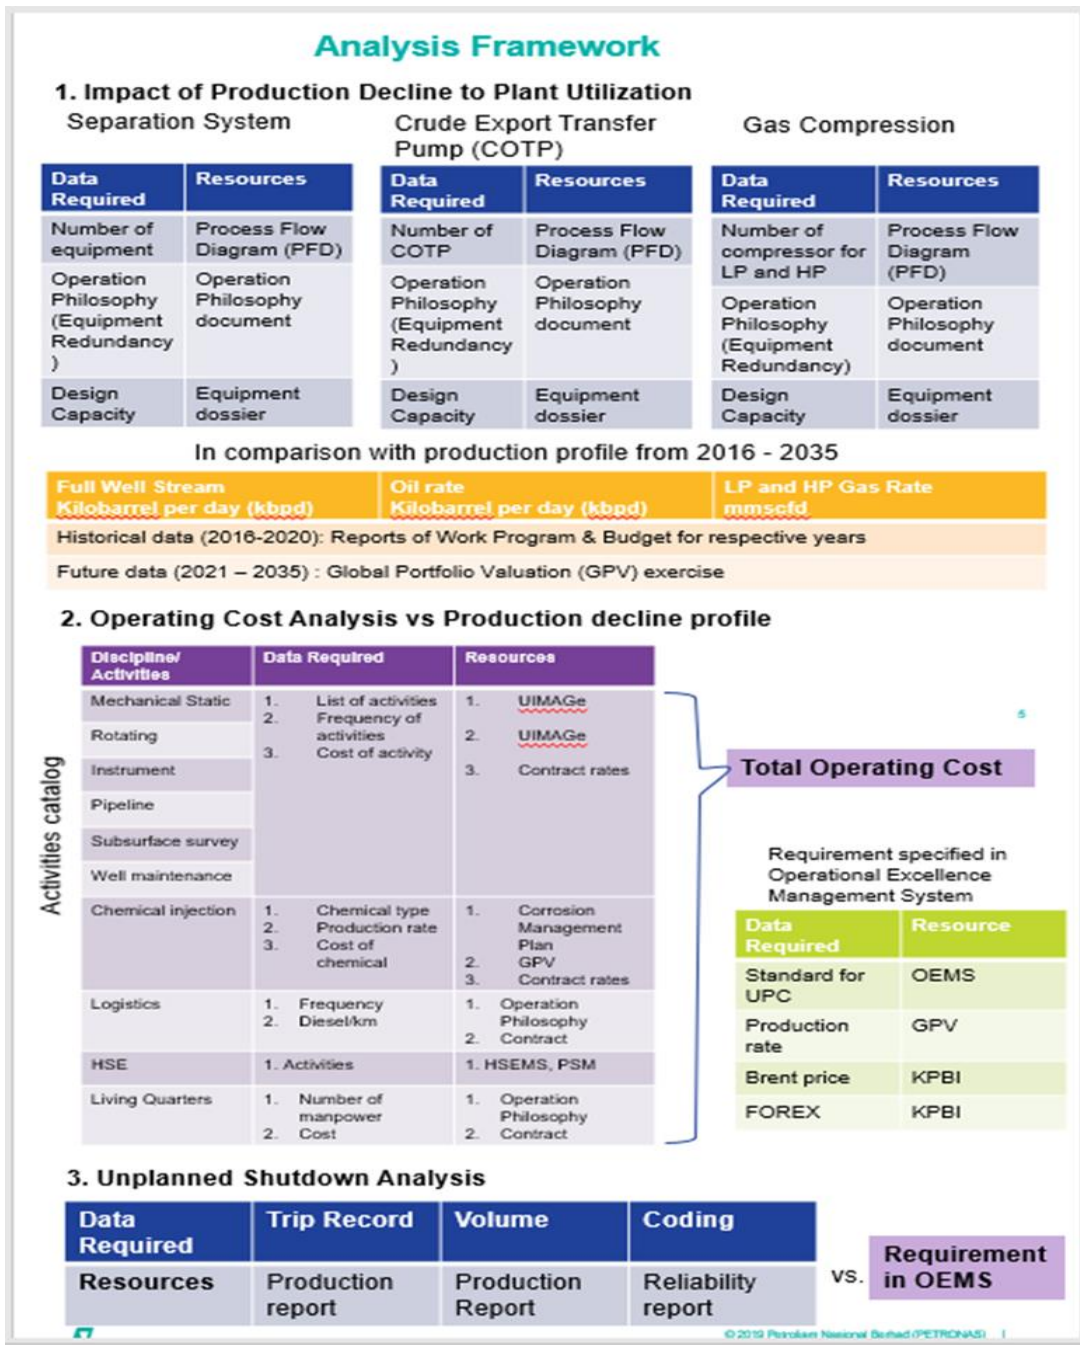 Analysis Framework
1. Impact of Production Decline to Plant Utilization
Separation System
Data
Required
Resources
Number of
equipment
Process Flow
Diagram (PFD)
Operation
Philosophy
(Equipment
Redundancy
)
Operation
Philosophy
document
Design
Capacity
Equipment
dossier
Crude Export Transfer
Pump (COTP)
Data
Required
Resources
Number of
COTP
Process Flow
Diagram (PFD)
Operation
Philosophy
(Equipment
Redundancy
)
Operation
Philosophy
document
Design
Capacity
Equipment
dossier
Gas Compression
Data
Required
Resources
Number of
compressor for
LP and HP
Process Flow
Diagram
(PFD)
Operation
Philosophy
(Equipment
Redundancy)
Operation
Philosophy
document
Design
Capacity
Equipment
dossier
In comparison with production profile from 2016 - 2035
Full Well Stream
Kilobarrel per day (kbpd)
Oil rate
Kilobarrel per day (kbpd)
LP and HP Gas Rate
mmscfd
Historical data (2016-2020): Reports of Work Program & Budget for respective years
Future data (2021 – 2035) : Global Portfolio Valuation (GPV) exercise
2. Operating Cost Analysis vs Production decline profile
Activities catalog
Discipline/
Activities
Data Required
Resources
Mechanical Static
Rotating
Instrument
Pipeline
Subsurface survey
Well maintenance
1. List of activities
2. Frequency of
activities
3. Cost of activity
1. UIMAGe
2. UIMAGe
3. Contract rates
Chemical injection
1. Chemical type
2. Production rate
3. Cost of
chemical
1. Corrosion
Management
Plan
2. GPV
3. Contract rates
Logistics
1. Frequency
2. Diesel/km
1. Operation
Philosophy
2. Contract
HSE
1. Activities
1. HSEMS, PSM
Living Quarters
1. Number of
manpower
2. Cost
1. Operation
Philosophy
2. Contract
5
Total Operating Cost
Requirement specified in
Operational Excellence
Management System
Data
Required
Resource
Standard for
UPC
OEMS
Production
rate
GPV
Brent price
KPBI
FOREX
KPBI
3. Unplanned Shutdown Analysis
Data
Required
Trip Record
Volume
Coding
Resources
Production
report
Production
Report
Reliability
report
vs.
Requirement
in OEMS
© 2019 Petroliam Nasional Berhad (PETRONAS) |